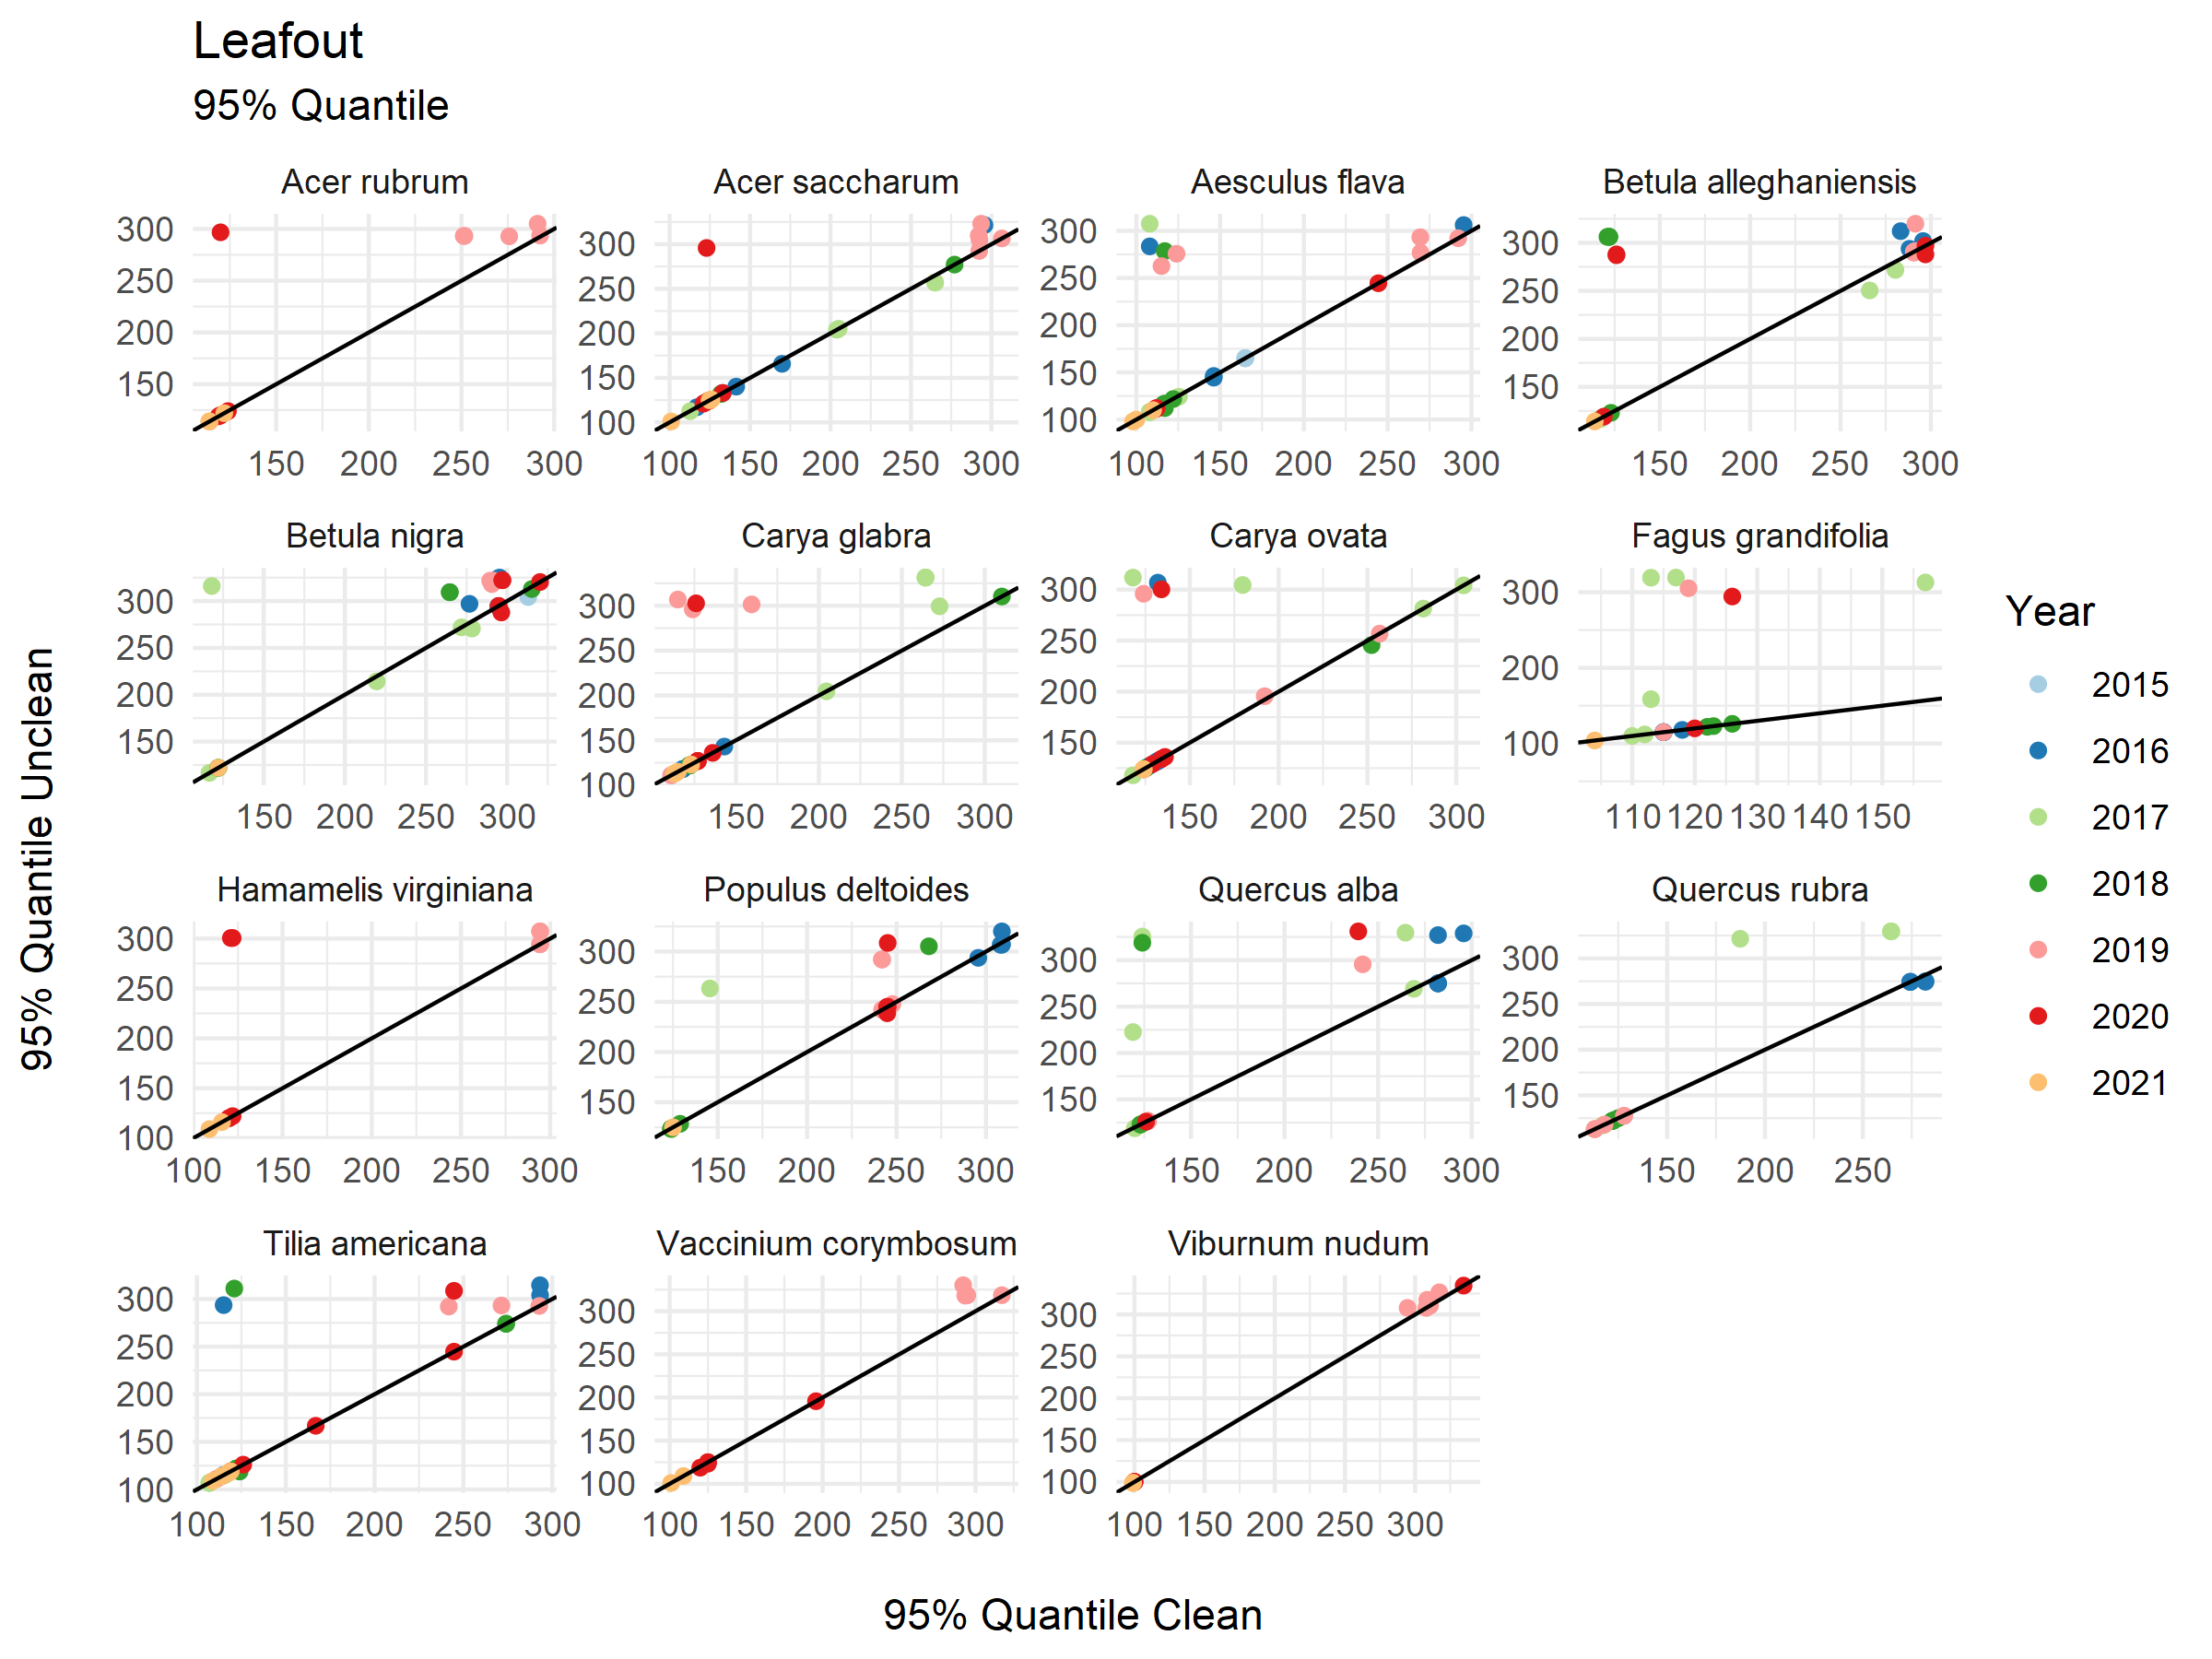 Leafout
95% Quantile
Acer rubrum
Acer saccharum
Aesculus flava
Betula alleghaniensis
300
250
200
150
150 200 250 300
300
250
200
150
100
100 150 200 250 300
300
250
200
150
100
100 150 200 250 300
300
250
200
150
150 200 250 300
Betula nigra
Carya glabra
Carya ovata
Fagus grandifolia
300
250
200
150
150 200 250 300
300
250
200
150
100
150 200 250 300
300
250
200
150
150 200 250 300
300
200
100
110 120 130 140 150
Hamamelis virginiana
Populus deltoides
Quercus alba
Quercus rubra
300
250
200
150
100
100 150 200 250 300
300
250
200
150
150 200 250 300
300
250
200
150
150 200 250 300
300
250
200
150
150 200 250
Tilia americana
Vaccinium corymbosum
Viburnum nudum
300
250
200
150
100
100 150 200 250 300
300
250
200
150
100
100 150 200 250 300
300
250
200
150
100
100 150 200 250 300
95% Quantile Unclean
95% Quantile Clean
Year
2015
2016
2017
2018
2019
2020
2021